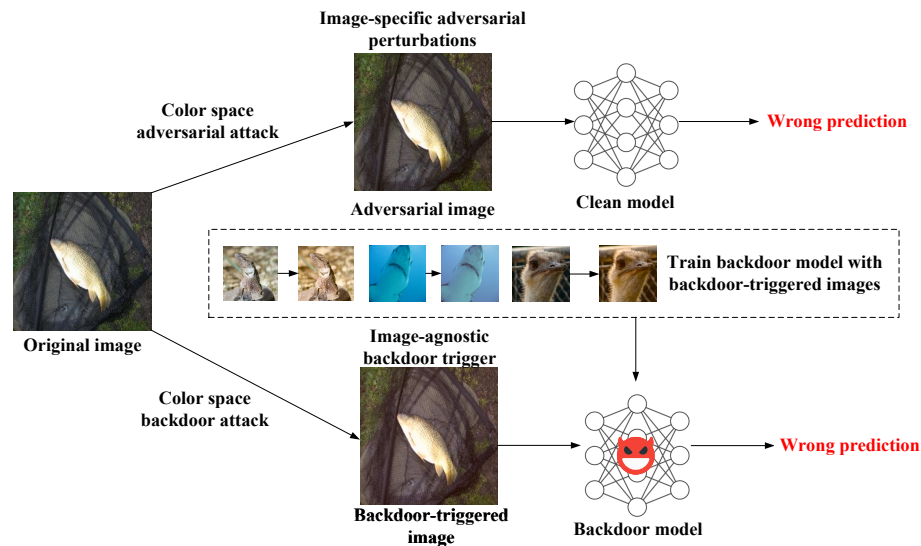 Image-specific adversarial
perturbations
Color space
adversarial attack
Wrong prediction
Adversarial image
Clean model
Train backdoor model with
backdoor-triggered images
Original image
Image-agnostic
backdoor trigger
Color space
backdoor attack
Wrong prediction
Backdoor-triggered
image
Backdoor model